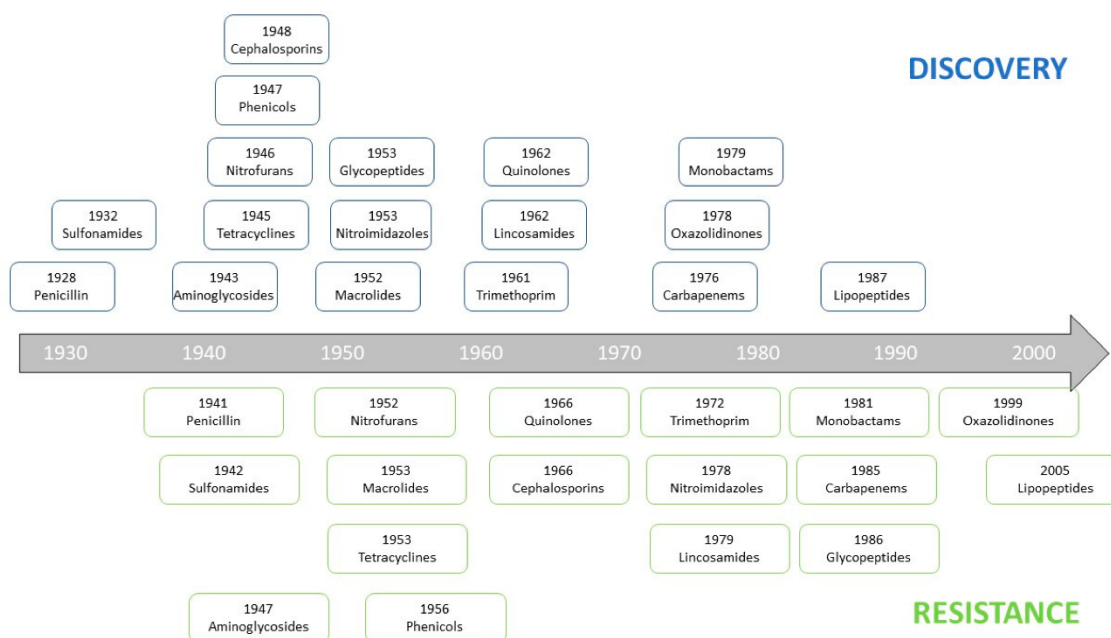 1948
Cephalosporins
DISCOVERY
1947
Phenicols
1946
Nitrofurans
1953
Glycopeptides
1962
Quinolones
1979
Monobactams
1932
Sulfonamides
1945
Tetracyclines
1953
Nitroimidazoles
1962
Lincosamides
1978
Oxazolidinones
1928
Penicillin
1943
Aminoglycosides
1952
Macrolides
1961
Trimethoprim
1976
Carbapenems
1987
Lipopeptides
1930 1940 1950 1960 1970 1980 1990 2000
1941
Penicillin
1952
Nitrofurans
1966
Quinolones
1972
Trimethoprim
1981
Monobactams
1999
Oxazolidinones
1942
Sulfonamides
1953
Macrolides
1966
Cephalosporins
1978
Nitroimidazoles
1985
Carbapenems
2005
Lipopeptides
1953
Tetracyclines
1979
Lincosamides
1986
Glycopeptides
1947
Aminoglycosides
1956
Phenicols
RESISTANCE